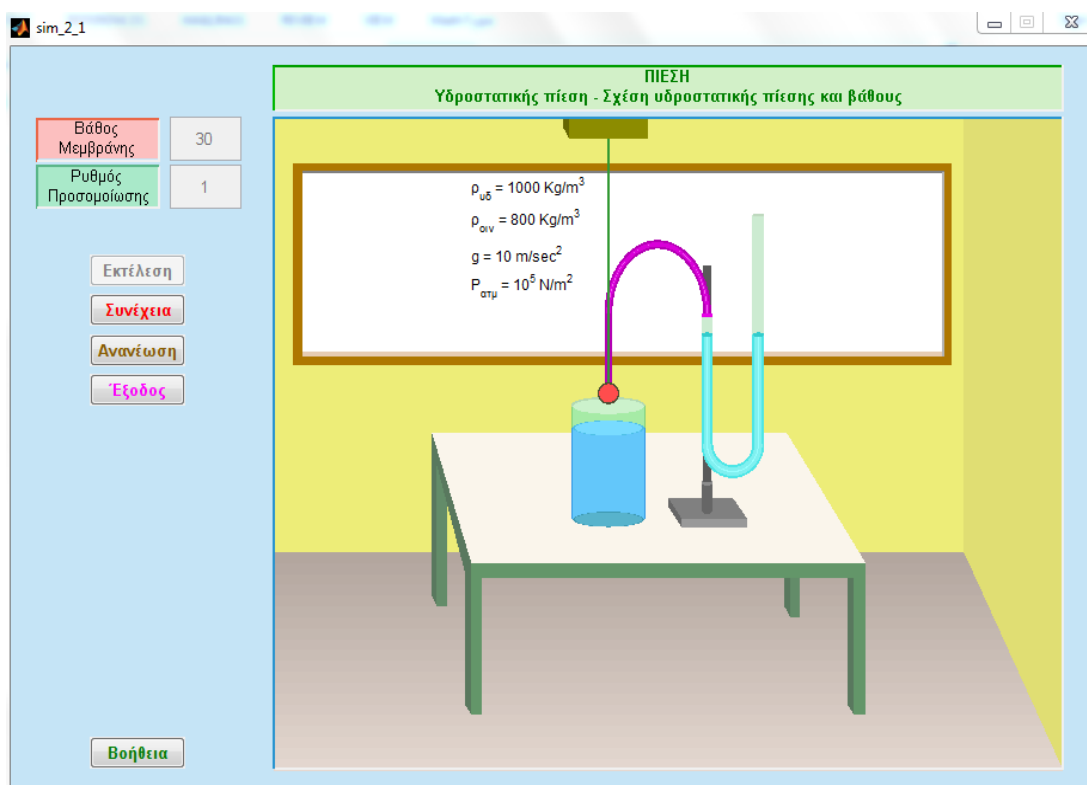 sim_2_1
ΠΙΕΣΗ
Υδροστατικής πίεση - Σχέση υδροστατικής πίεσης και βάθους
Βάθος
Μεμβράνης
30
Ρυθμός
Προσομοίωσης
1
Εκτέλεση
Συνέχεια
Ανανέωση
Έξοδος
Βοήθεια
ρυδ = 1000 Kg/m³
ροιν = 800 Kg/m³
g = 10 m/sec²
Pατμ = 10⁵ N/m²